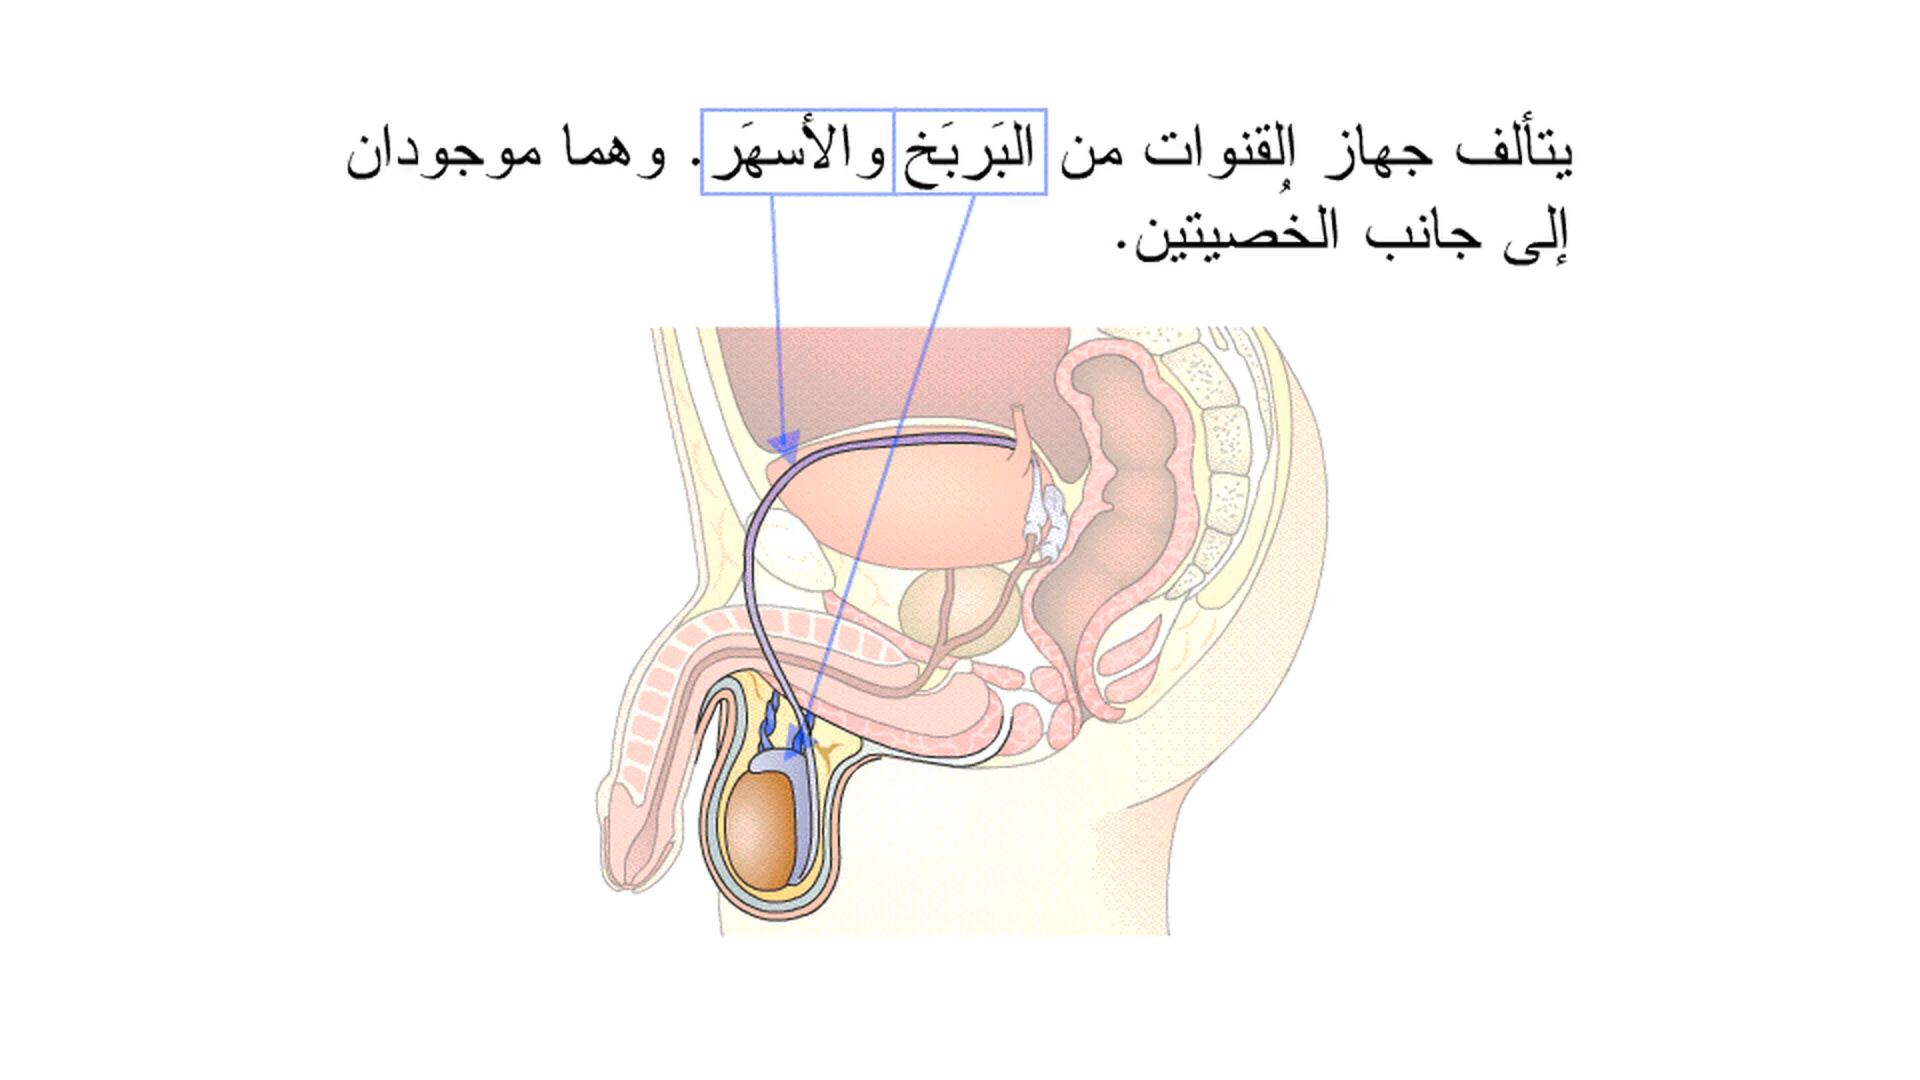 يتألف جهاز القنوات من البَربَخ والأسهَر. وهما موجودان
إلى جانب الخُصيتين.